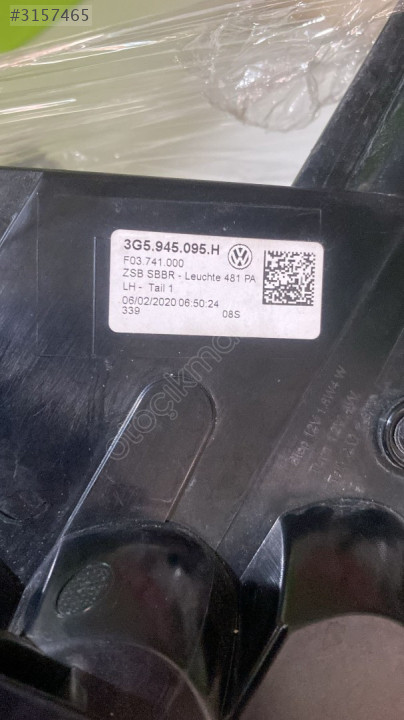 #3157465
3G5.945.095.H
F03.741.000
ZSB SBBR - Leuchte 481 PA
LH - Tail 1
06/02/2020 06:50:24
339 08S
otoçıkma